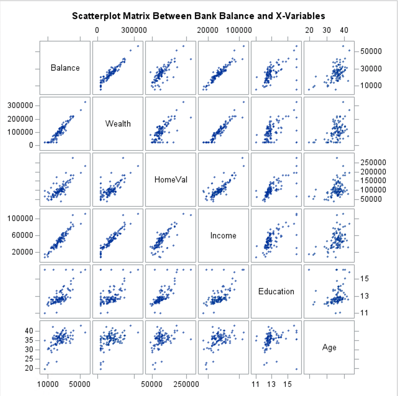 Scatterplot Matrix Between Bank Balance and X-Variables
0 300000 20000 100000 20 30 40
Balance 50000
30000
10000
300000 Wealth
200000
100000
0
HomeVal 250000
200000
150000
100000
50000
100000 Income
60000
20000
Education 15
13
11
40 Age
35
30
25
20
10000 50000 50000 250000 11 13 15